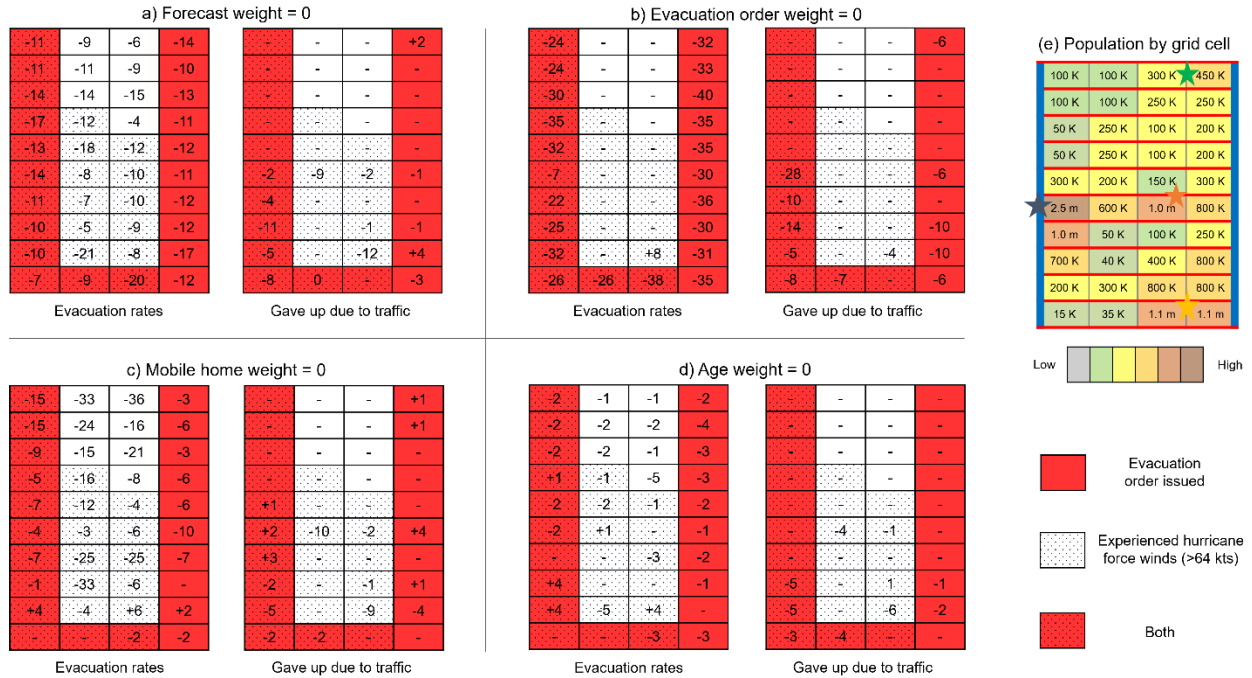 a) Forecast weight = 0
-11 -9 -6 -14 - - - +2
-11 -11 -9 -10 - - - -
-14 -14 -15 -13 - - - -
-17 -12 -4 -11 - - - -
-13 -18 -12 -12 - - - -
-14 -8 -10 -11 -2 -9 -2 -1
-11 -7 -10 -12 -4 - - -
-10 -5 -9 -12 -11 - -1 -1
-10 -21 -8 -17 -5 - -12 +4
-7 -9 -20 -12 -8 0 - -3
Evacuation rates Gave up due to traffic
b) Evacuation order weight = 0
-24 - - -32 - - - -6
-24 - - -33 - - - -
-30 - - -40 - - - -
-35 - - -35 - - - -
-32 - - -35 - - - -
-7 - - -30 -28 - - -6
-22 - - -36 -10 - - -
-25 - - -30 -14 - - -10
-32 - +8 -31 -5 - -4 -10
-26 -26 -38 -35 -8 -7 - -6
Evacuation rates Gave up due to traffic
c) Mobile home weight = 0
-15 -33 -36 -3 - - - +1
-15 -24 -16 -6 - - - +1
-9 -15 -21 -3 - - - -
-5 -16 -8 -6 - - - -
-7 -12 -4 -6 +1 - - -
-4 -3 -6 -10 +2 -10 -2 +4
-7 -25 -25 -7 +3 - - -
-1 -33 -6 - -2 - -1 +1
+4 -4 +6 +2 -5 - -9 -4
- - -2 -2 -2 -2 - -
Evacuation rates Gave up due to traffic
d) Age weight = 0
-2 -1 -1 -2 - - - -
-2 -2 -2 -4 - - - -
-2 -2 -1 -3 - - - -
+1 -1 -5 -3 - - - -
-2 -2 -1 -2 - - - -
-2 +1 - -1 - -4 -1 -
- - -3 -2 - - - -
+4 - - -1 -5 - 1 -1
+4 -5 +4 - -5 - -6 -2
- - -3 -3 -3 -4 - -
Evacuation rates Gave up due to traffic
(e) Population by grid cell
100 K 100 K 300 K 450 K
100 K 100 K 250 K 250 K
50 K 250 K 100 K 200 K
50 K 250 K 100 K 200 K
300 K 200 K 150 K 300 K
2.5 m 600 K 1.0 m 800 K
1.0 m 50 K 100 K 250 K
700 K 40 K 400 K 800 K
200 K 300 K 800 K 800 K
15 K 35 K 1.1 m 1.1 m
Low High
Evacuation
order issued
Experienced hurricane
force winds (>64 kts)
Both